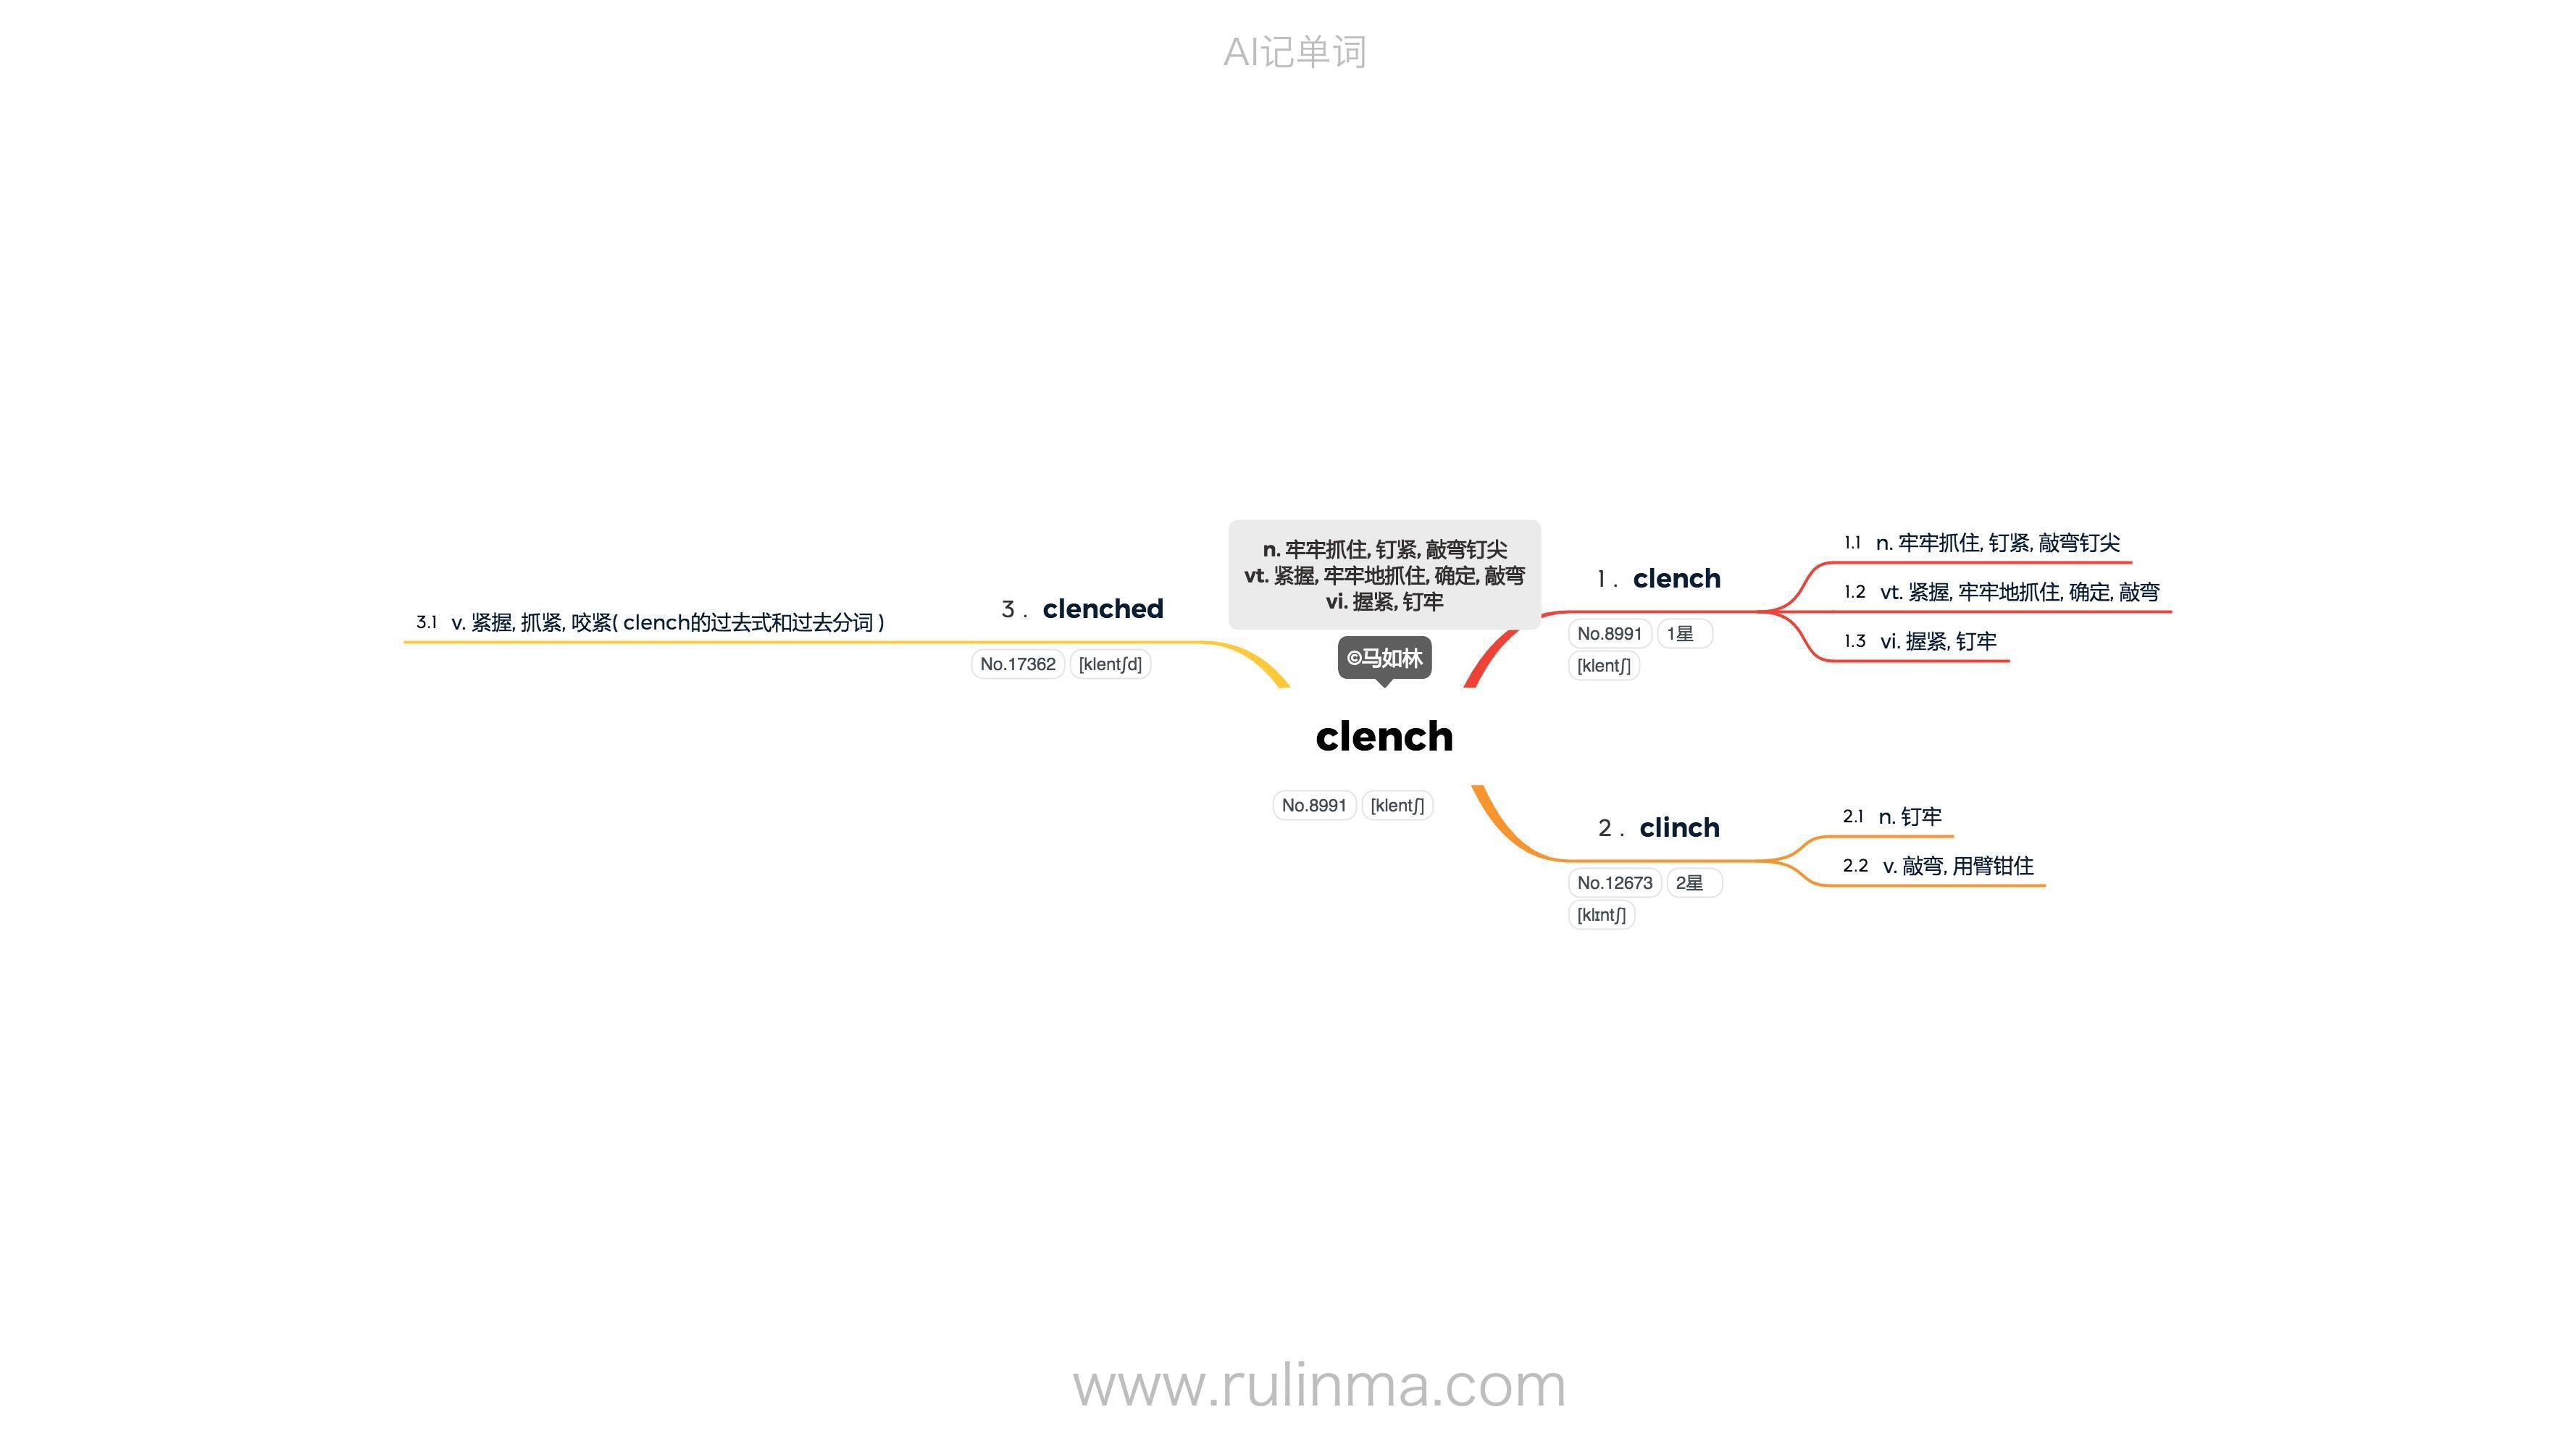 AI记单词
n. 牢牢抓住, 钉紧, 敲弯钉尖
vt. 紧握, 牢牢地抓住, 确定, 敲弯
vi. 握紧, 钉牢
©马如林
clench
No.8991 [klentʃ]
1. clench
No.8991 1星
[klentʃ]
1.1 n. 牢牢抓住, 钉紧, 敲弯钉尖
1.2 vt. 紧握, 牢牢地抓住, 确定, 敲弯
1.3 vi. 握紧, 钉牢
2. clinch
No.12673 2星
[klɪntʃ]
2.1 n. 钉牢
2.2 v. 敲弯, 用臂钳住
3. clenched
No.17362 [klentʃd]
3.1 v. 紧握, 抓紧, 咬紧( clench的过去式和过去分词 )
www.rulinma.com